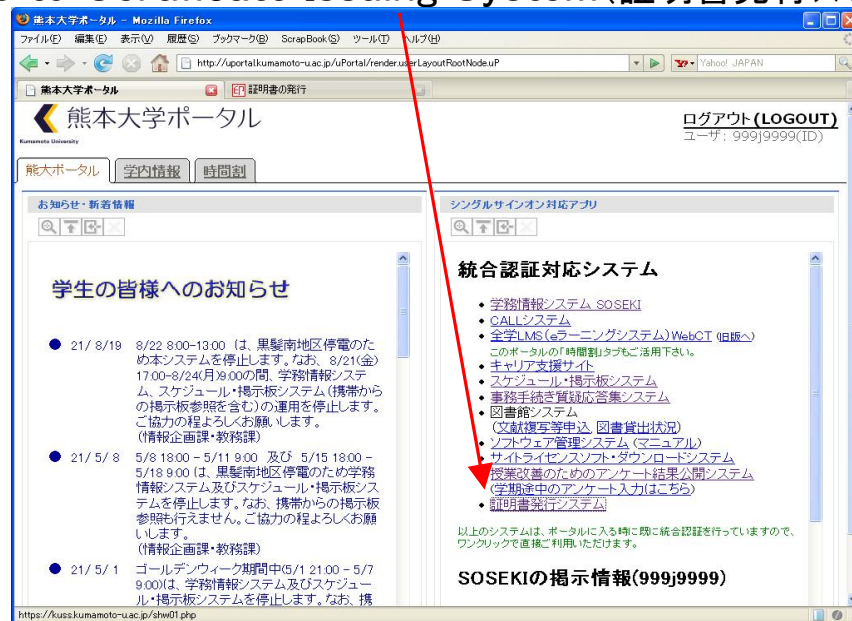 Certificate Issuing System(証明書発行シス
熊本大学ポータル - Mozilla Firefox
ファイル(F) 編集(E) 表示(V) 履歴(S) ブックマーク(B) ScrapBook(S) ツール(T) ヘルプ(H)
http://uportal.kumamoto-u.ac.jp/uPortal/render.userLayoutRootNode.uP
Yahoo! JAPAN
熊本大学ポータル
証明書の発行
熊本大学ポータル
Kumamoto University
ログアウト(LOGOUT)
ユーザ: 999j9999(ID)
熊大ポータル 学内情報 時間割
お知らせ・新着情報
学生の皆様へのお知らせ
21/ 8/19 8/22 8:00-13:00 は、黒髪南地区停電のた
め本システムを停止します。なお、8/21(金)
17:00-8/24(月)9:00の間、学務情報システ
ム、スケジュール・掲示板システム(携帯から
の掲示板参照を含む)の運用を停止します。
ご協力の程よろしくお願いします。
(情報企画課・教務課)
21/ 5/ 8 5/8 18:00 - 5/11 9:00 及び 5/15 18:00 -
5/18 9:00 は、黒髪南地区停電のため学務
情報システム及びスケジュール・掲示板シス
テムを停止します。なお、携帯からの掲示板
参照も行えません。ご協力の程よろしくお願
いします。
(情報企画課・教務課)
21/ 5/ 1 ゴールデンウィーク期間中(5/1 21:00 - 5/7
9:00)は、学務情報システム及びスケジュー
ル・掲示板システムを停止します。なお、携
シングルサインオン対応アプリ
統合認証対応システム
学務情報システム SOSEKI
CALLシステム
全学LMS(eラーニングシステム)WebCT (旧版へ)
このポータルの「時間割」タブもご活用下さい。
キャリア支援サイト
スケジュール・掲示板システム
事務手続き質疑応答集システム
図書館システム
(文献複写等申込, 図書貸出状況)
ソフトウェア管理システム (マニュアル)
サイトライセンスソフト・ダウンロードシステム
授業改善のためのアンケート結果公開システム
(学期途中のアンケート入力はこちら)
証明書発行システム
以上のシステムは、ポータルに入る時に既に統合認証を行っていますので、
ワンクリックで直接ご利用いただけます。
SOSEKIの掲示情報(999j9999)
https://kuss.kumamoto-u.ac.jp/shw01.php